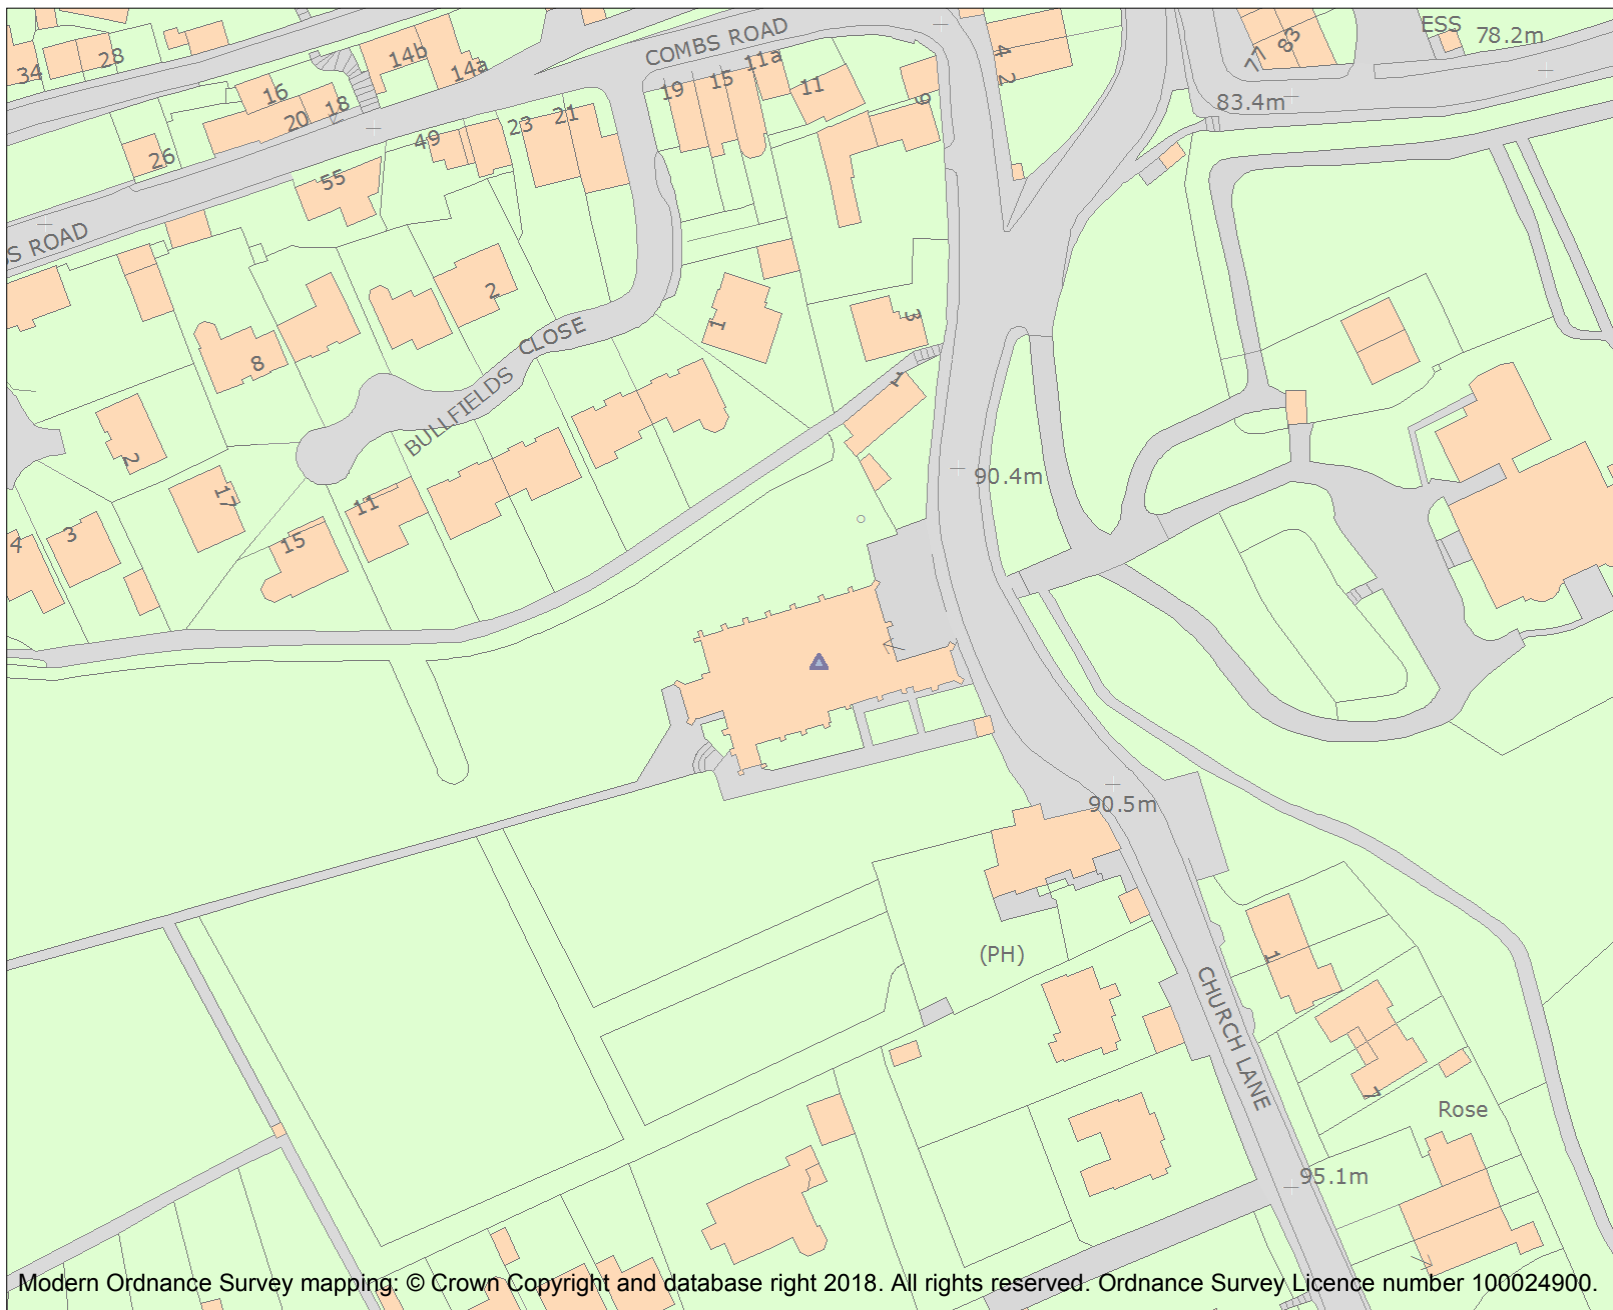 ESS
78.2m
COMBS ROAD
34
28
14b
14a
77
83
4
2
19
15
11a
11
9
83.4m
16
18
20
26
49
23
21
55
S ROAD
2
8
BULLFIELDS
CLOSE
1
3
1
2
17
11
15
3
4
90.4m
90.5m
(PH)
CHURCH LANE
1
7
Rose
95.1m
Modern Ordnance Survey mapping: © Crown Copyright and database right 2018. All rights reserved. Ordnance Survey Licence number 100024900.